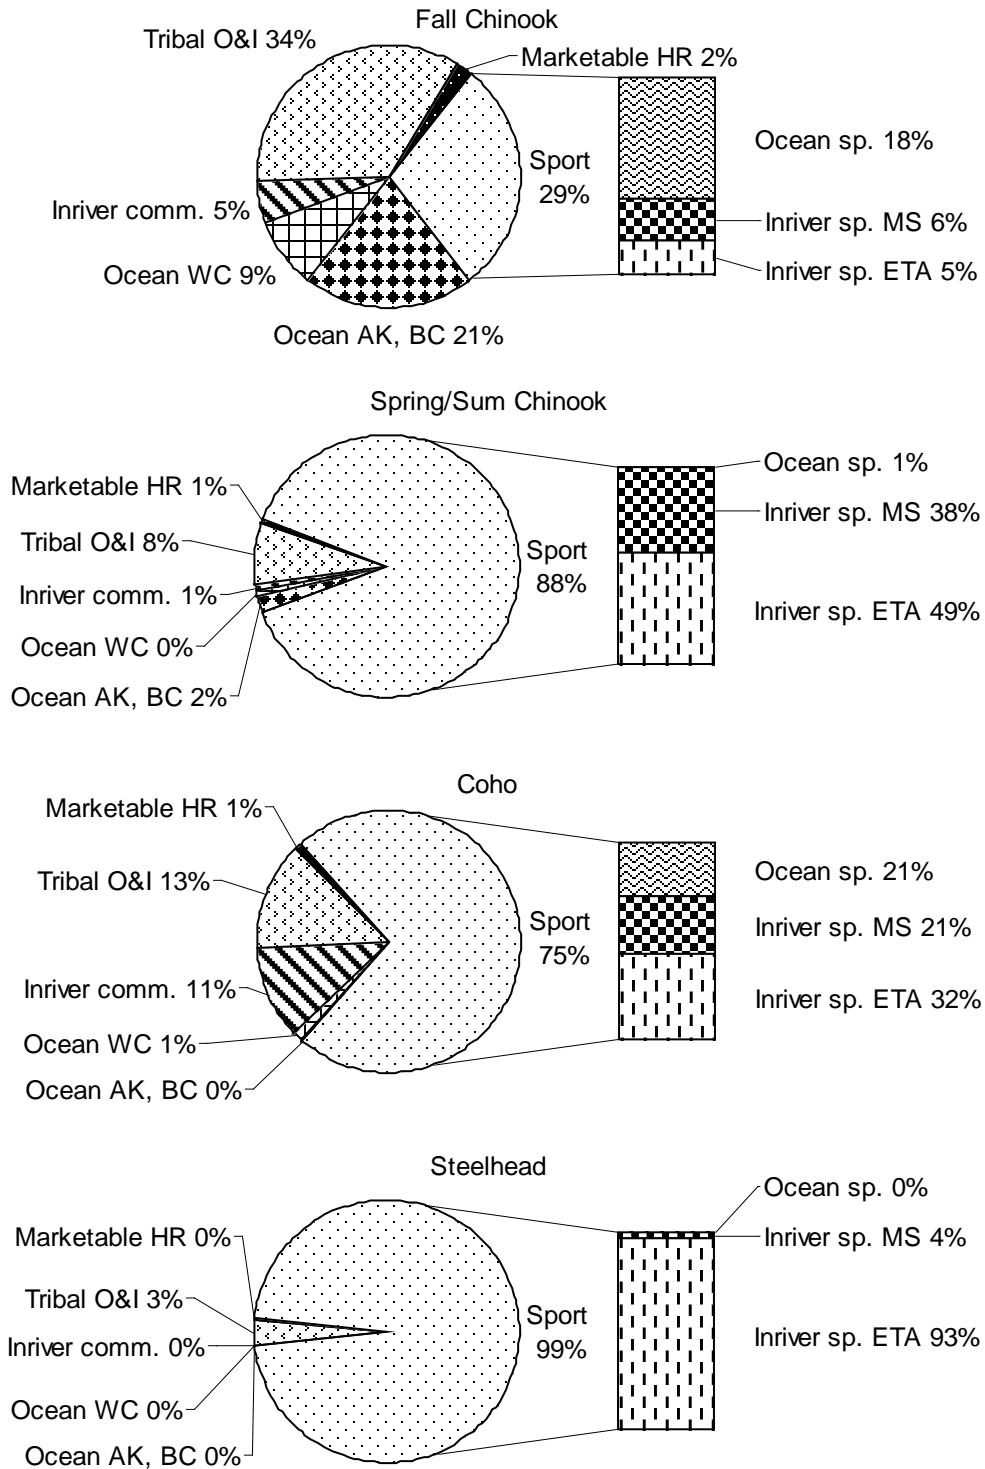 Fall Chinook
Tribal O&I 34%
Marketable HR 2%
Ocean sp. 18%
Sport
29%
Inriver comm. 5%
Inriver sp. MS 6%
Ocean WC 9%
Inriver sp. ETA 5%
Ocean AK, BC 21%
Spring/Sum Chinook
Ocean sp. 1%
Marketable HR 1%
Inriver sp. MS 38%
Tribal O&I 8%
Sport
88%
Inriver comm. 1%
Inriver sp. ETA 49%
Ocean WC 0%
Ocean AK, BC 2%
Coho
Marketable HR 1%
Ocean sp. 21%
Tribal O&I 13%
Sport
75%
Inriver sp. MS 21%
Inriver comm. 11%
Inriver sp. ETA 32%
Ocean WC 1%
Ocean AK, BC 0%
Steelhead
Ocean sp. 0%
Marketable HR 0%
Inriver sp. MS 4%
Tribal O&I 3%
Sport
99%
Inriver comm. 0%
Inriver sp. ETA 93%
Ocean WC 0%
Ocean AK, BC 0%